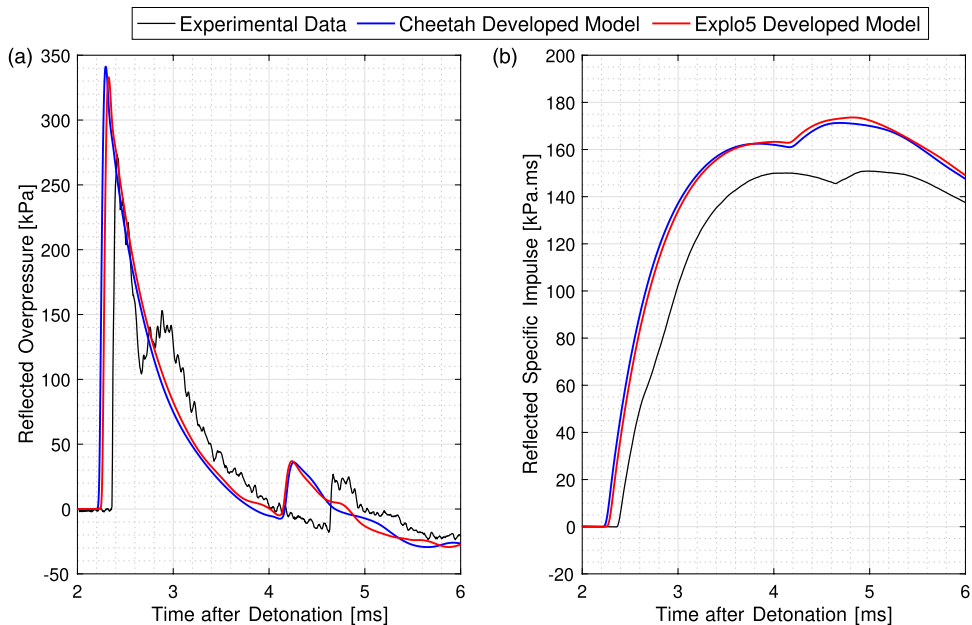 Experimental Data Cheetah Developed Model Explo5 Developed Model
(a)
350
300
250
200
150
100
50
0
-50
Reflected Overpressure [kPa]
2 3 4 5 6
Time after Detonation [ms]
(b)
200
180
160
140
120
100
80
60
40
20
0
-20
Reflected Specific Impulse [kPa.ms]
2 3 4 5 6
Time after Detonation [ms]